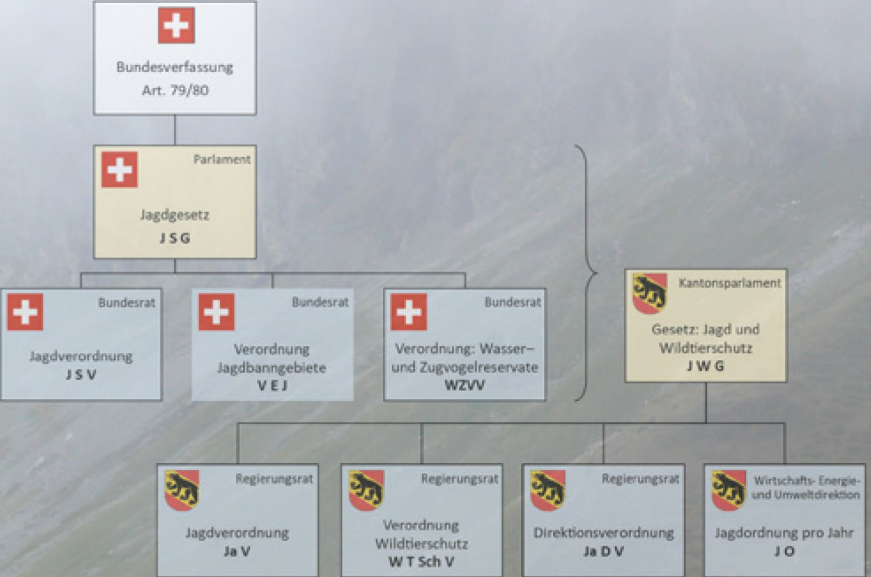 Bundesverfassung
Art. 79/80
Parlament
Jagdgesetz
J S G
Bundesrat
Jagdverordnung
J S V
Bundesrat
Verordnung
Jagdbanngebiete
V E J
Bundesrat
Verordnung: Wasser–
und Zugvogelreservate
WZVV
Kantonsparlament
Gesetz: Jagd und
Wildtierschutz
J W G
Regierungsrat
Jagdverordnung
Ja V
Regierungsrat
Verordnung
Wildtierschutz
W T Sch V
Regierungsrat
Direktionsverordnung
Ja D V
Wirtschafts- Energie-
und Umweltdirektion
Jagdordnung pro Jahr
J O